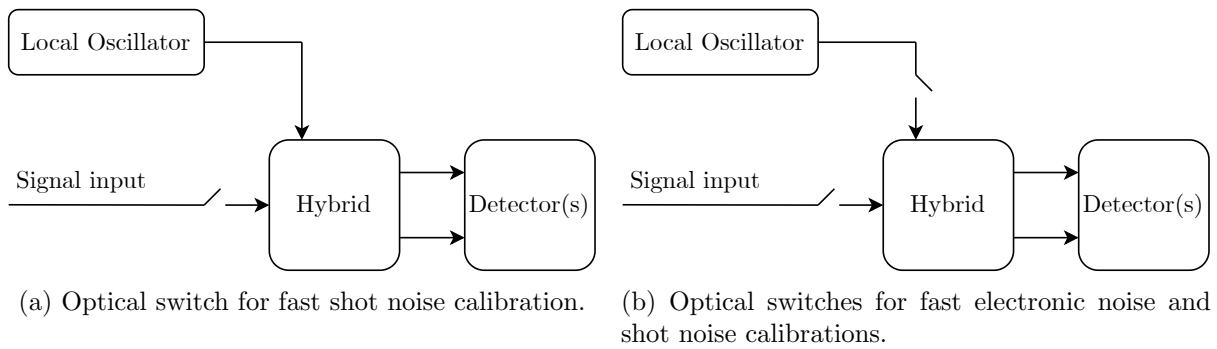 Local Oscillator
Signal input
Hybrid
Detector(s)
(a) Optical switch for fast shot noise calibration.
Local Oscillator
Signal input
Hybrid
Detector(s)
(b) Optical switches for fast electronic noise and
shot noise calibrations.